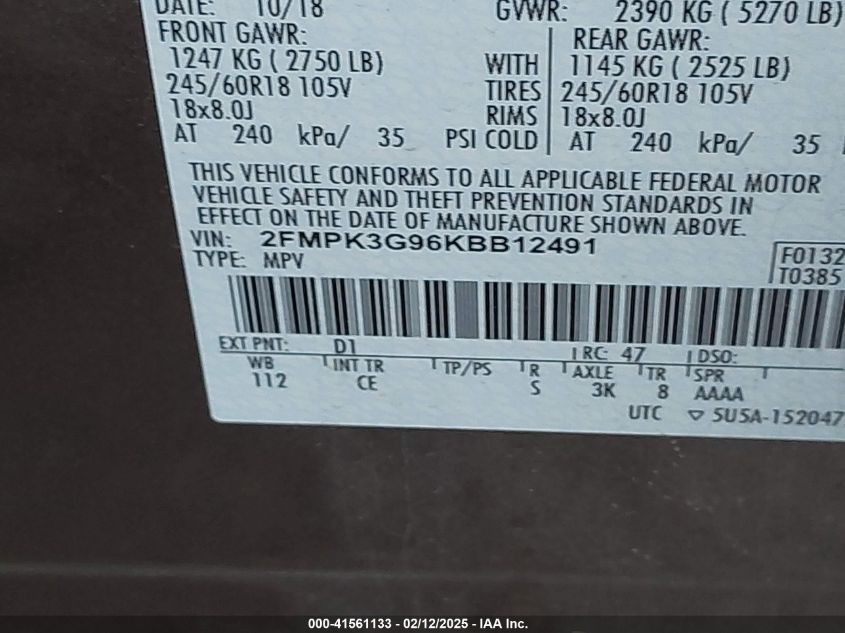 DATE: 10/18 GVWR: 2390 KG ( 5270 LB)
FRONT GAWR: REAR GAWR:
1247 KG ( 2750 LB) WITH 1145 KG ( 2525 LB)
245/60R18 105V TIRES 245/60R18 105V
18x8.0J RIMS 18x8.0J
AT 240 kPa/ 35 PSI COLD AT 240 kPa/ 35
THIS VEHICLE CONFORMS TO ALL APPLICABLE FEDERAL MOTOR
VEHICLE SAFETY AND THEFT PREVENTION STANDARDS IN
EFFECT ON THE DATE OF MANUFACTURE SHOWN ABOVE.
VIN: 2FMPK3G96KBB12491
TYPE: MPV
F0132
T0385
EXT PNT: D1 RC: 47 DSO:
WB INT TR TP/PS R AXLE TR SPR
112 CE S 3K 8 AAAA
UTC ▽ 5U5A-152047
000-41561133 - 02/12/2025 - IAA Inc.